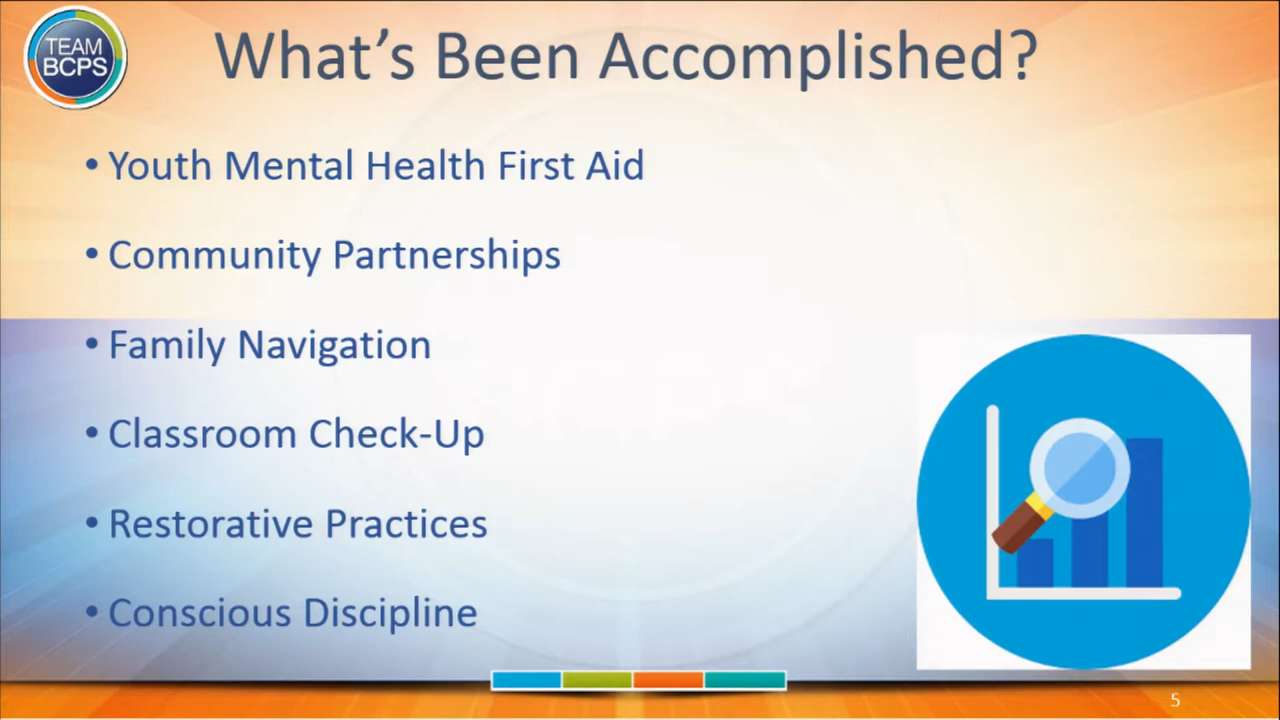 TEAM
BCPS
What's Been Accomplished?
• Youth Mental Health First Aid
• Community Partnerships
• Family Navigation
• Classroom Check-Up
• Restorative Practices
• Conscious Discipline
5